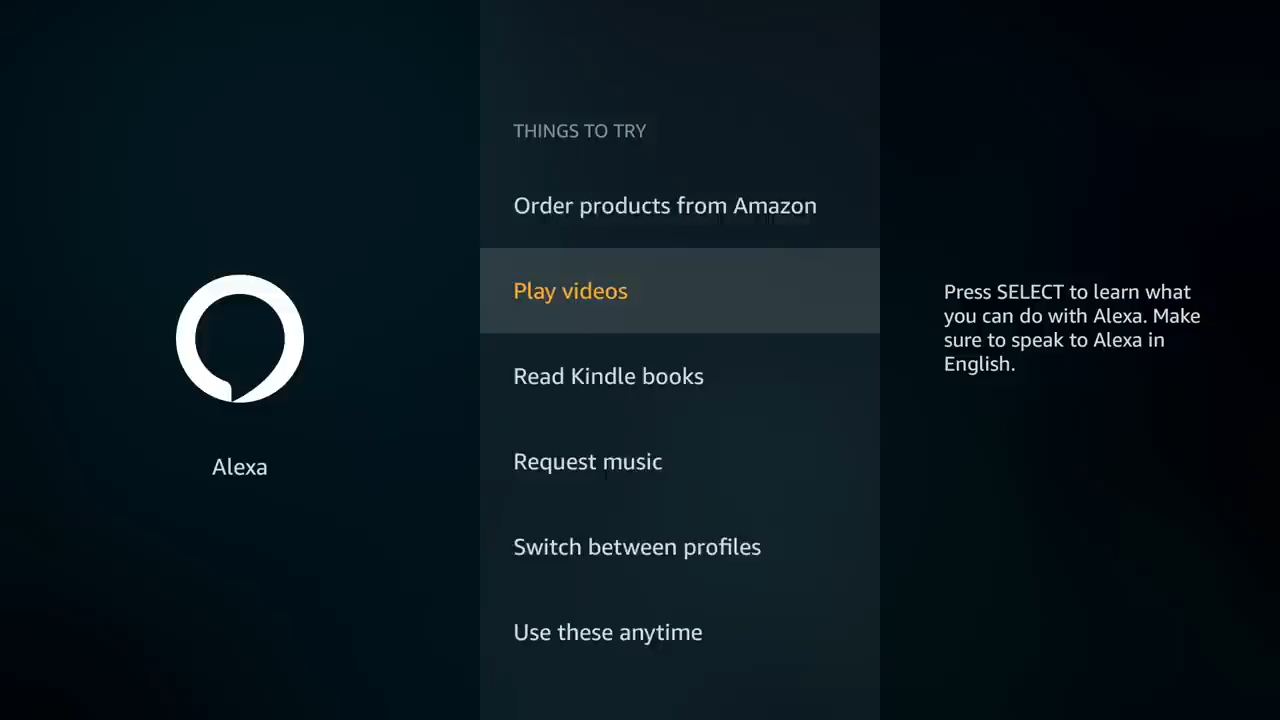 Alexa
THINGS TO TRY
Order products from Amazon
Play videos
Read Kindle books
Request music
Switch between profiles
Use these anytime
Press SELECT to learn what
you can do with Alexa. Make
sure to speak to Alexa in
English.